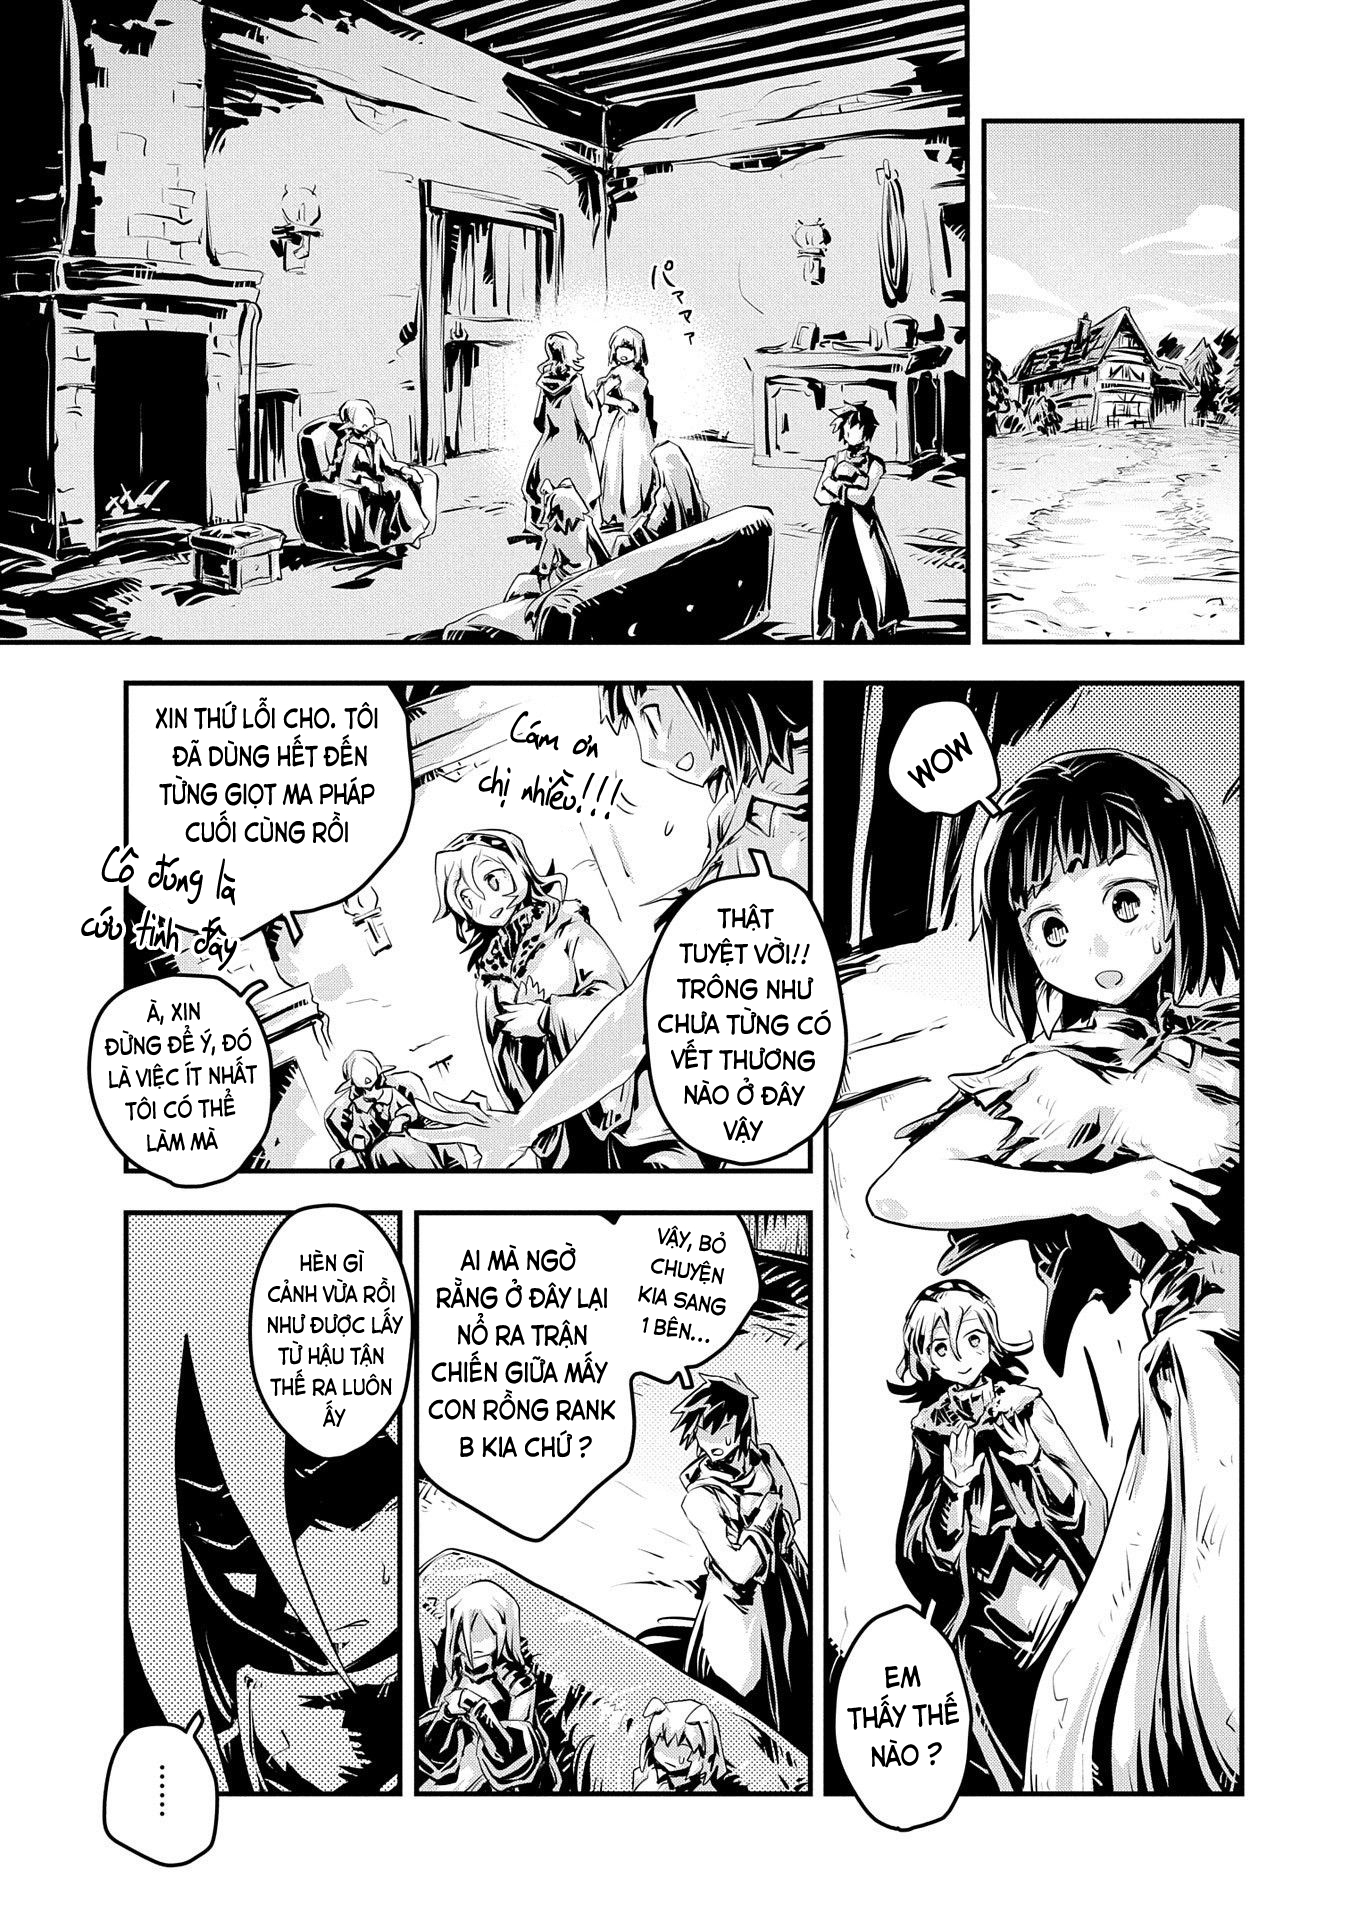 パァァァ
WOW
EM
THẤY THẾ
NÀO ?
THẬT
TUYỆT VỜI!!
TRÔNG NHƯ
CHƯA TỪNG CÓ
VẾT THƯƠNG
NÀO Ở ĐÂY
VẬY
Cám ơn
chị nhiều!!!
XIN THỨ LỖI CHO. TÔI
ĐÃ DÙNG HẾT ĐẾN
TỪNG GIỌT MA PHÁP
CUỐI CÙNG RỒI
Cô đúng là
cứu tinh đấy
À, XIN
ĐỪNG ĐỂ Ý, ĐÓ
LÀ VIỆC ÍT NHẤT
TÔI CÓ THỂ
LÀM MÀ
VẬY, BỎ
CHUYỆN
KIA SANG
1 BÊN...
AI MÀ NGỜ
RẰNG Ở ĐÂY LẠI
NỔ RA TRẬN
CHIẾN GIỮA MẤY
CON RỒNG RANK
B KIA CHỨ ?
HÈN GÌ
CẢNH VỪA RỒI
NHƯ ĐƯỢC LẤY
TỪ HẬU TẬN
THẾ RA LUÔN
ẤY
......